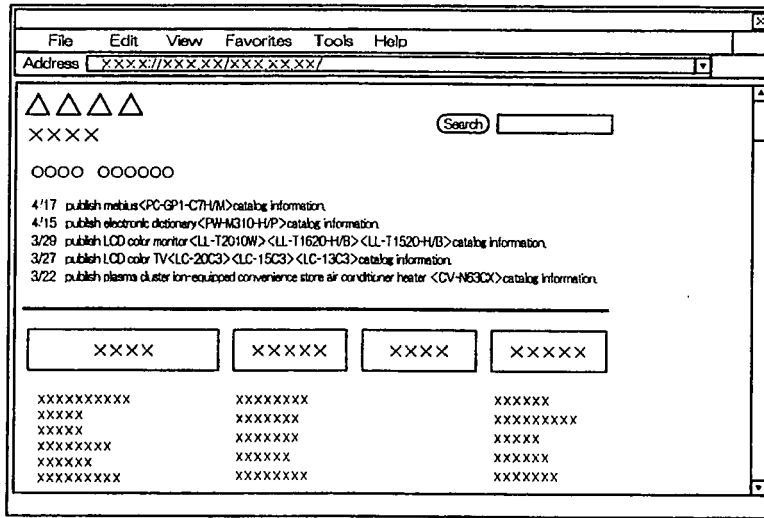 File Edit View Favorites Tools Help
Address XXXX://XXX.XX/XXX.XX.XX/
△△△△
XXXX
Search
OOOO OOOOOO
4/17 publish mebius<PC-GP1-C7H/M>catalog information.
4/15 publish electronic dictionary<PW-M310-H/P>catalog information.
3/29 publish LCD color monitor<LL-T2010W><LL-T1620-H/B><LL-T1520-H/B>catalog information.
3/27 publish LCD color TV<LC-20C3><LC-15C3><LC-13C3>catalog information.
3/22 publish plasma cluster ion-equipped convenience store air conditioner heater <CV-N63CX>catalog information.
XXXX XXXXX XXXX XXXXX
XXXXXXXXXX XXXXXXXX XXXXXX
XXXXX XXXXXXX XXXXXXXXX
XXXXX XXXXXXX XXXXX
XXXXXXXX XXXXXX XXXXXX
XXXXXX XXXXXXXX XXXXXXX
XXXXXXXXX